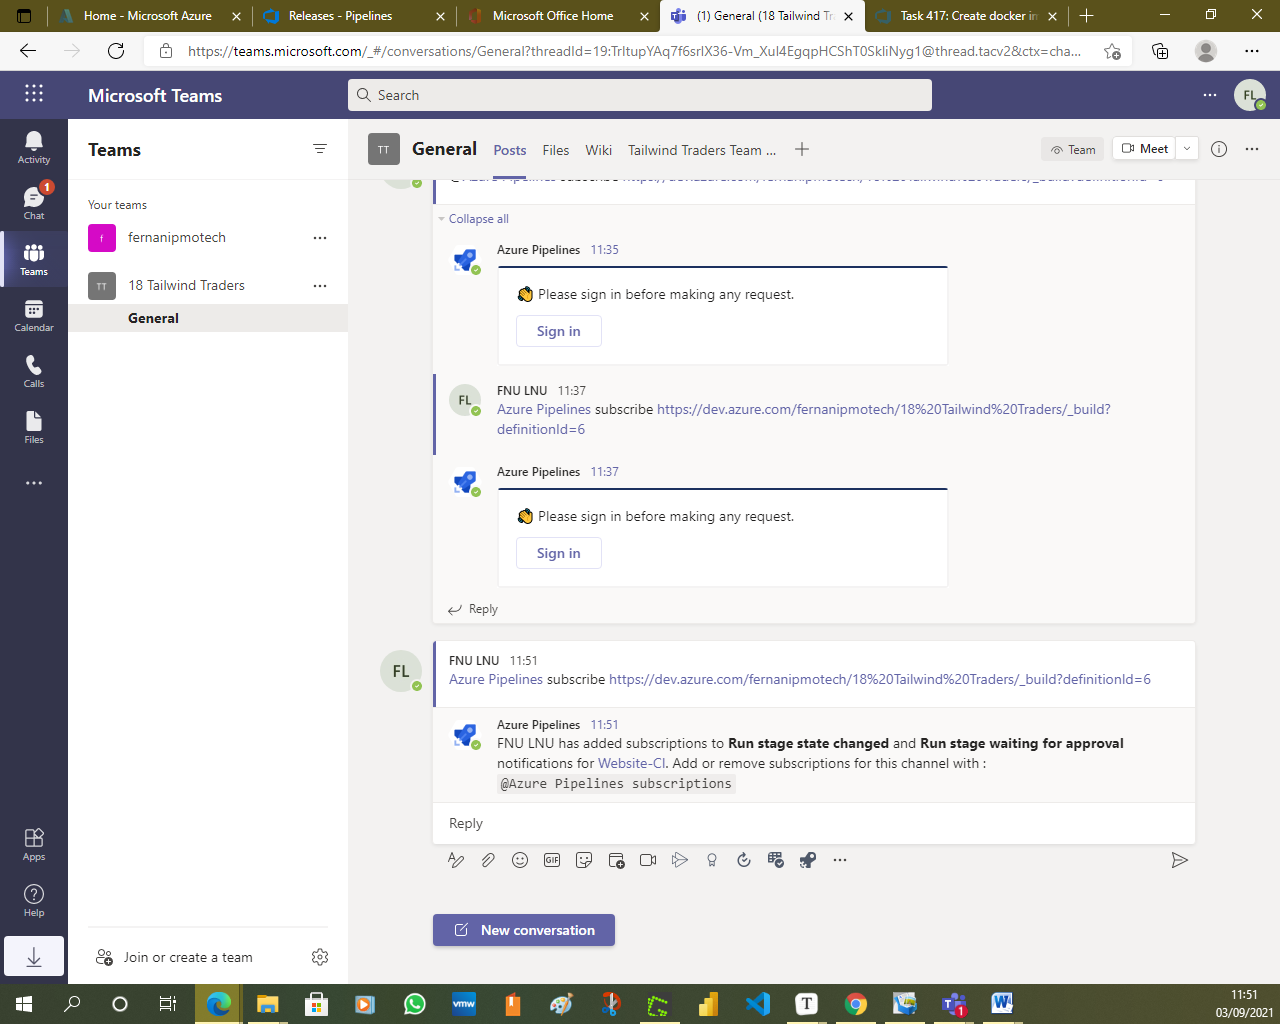 Home - Microsoft Azure
Releases - Pipelines
Microsoft Office Home
(1) General (18 Tailwind Tr
Task 417: Create docker im
https://teams.microsoft.com/_#/conversations/General?threadId=19:TrItupYAq7f6srIX36-Vm_XuI4EgqpHCShT0SkIiNyg1@thread.tacv2&ctx=cha...
Microsoft Teams
Search
FL
Activity
1
Chat
Teams
Calendar
Calls
Files
Apps
Help
Teams
Your teams
f
fernanipmotech
TT
18 Tailwind Traders
General
Join or create a team
TT
General
Posts
Files
Wiki
Tailwind Traders Team ...
Team
Meet
Collapse all
Azure Pipelines 11:35
👏 Please sign in before making any request.
Sign in
FL
FNU LNU 11:37
Azure Pipelines subscribe https://dev.azure.com/fernanipmotech/18%20Tailwind%20Traders/_build?
definitionId=6
Azure Pipelines 11:37
👏 Please sign in before making any request.
Sign in
Reply
FL
FNU LNU 11:51
Azure Pipelines subscribe https://dev.azure.com/fernanipmotech/18%20Tailwind%20Traders/_build?definitionId=6
Azure Pipelines 11:51
FNU LNU has added subscriptions to Run stage state changed and Run stage waiting for approval
notifications for Website-CI. Add or remove subscriptions for this channel with :
@Azure Pipelines subscriptions
Reply
GIF
New conversation
vmw
T
1
11:51
03/09/2021